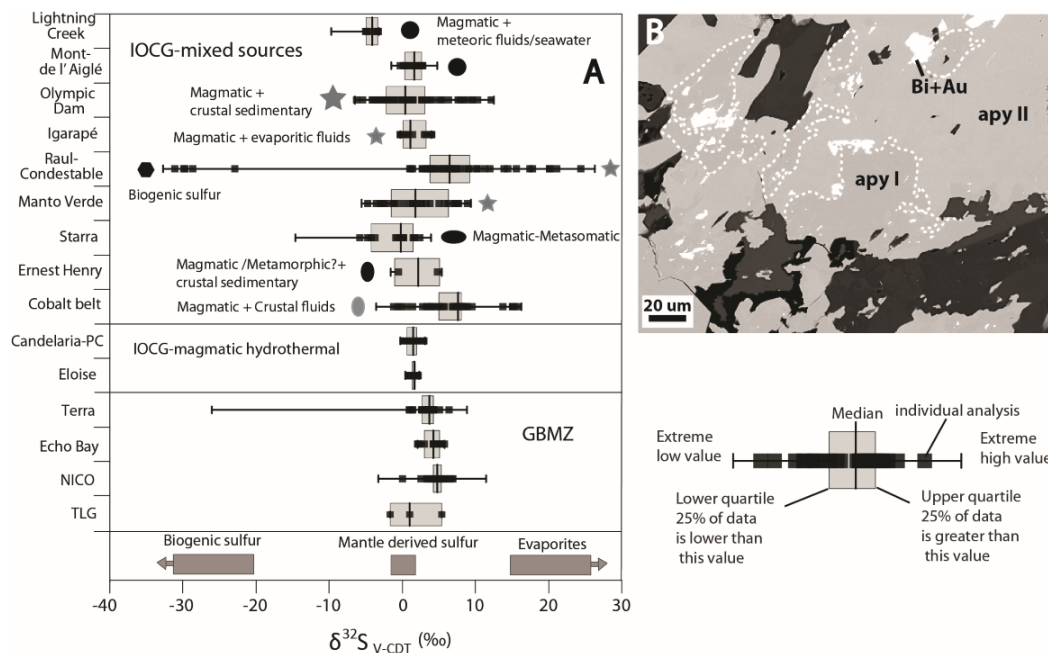 A
IOCG-mixed sources
Lightning
Creek
Magmatic +
meteoric fluids/seawater
Mont-
de l' Aiglé
Olympic
Dam
Magmatic +
crustal sedimentary
Igarapé
Magmatic + evaporitic fluids
Raul-
Condestable
Biogenic sulfur
Manto Verde
Starra
Magmatic-Metasomatic
Ernest Henry
Magmatic /Metamorphic?+
crustal sedimentary
Cobalt belt
Magmatic + Crustal fluids
Candelaria-PC
IOCG-magmatic hydrothermal
Eloise
Terra
GBMZ
Echo Bay
NICO
TLG
Biogenic sulfur
Mantle derived sulfur
Evaporites
-40 -30 -20 -10 0 10 20 30
δ32S V-CDT (‰)
B
Bi+Au
apy II
apy I
20 um
Median
individual analysis
Extreme
low value
Extreme
high value
Lower quartile
25% of data
is lower than
this value
Upper quartile
25% of data
is greater than
this value